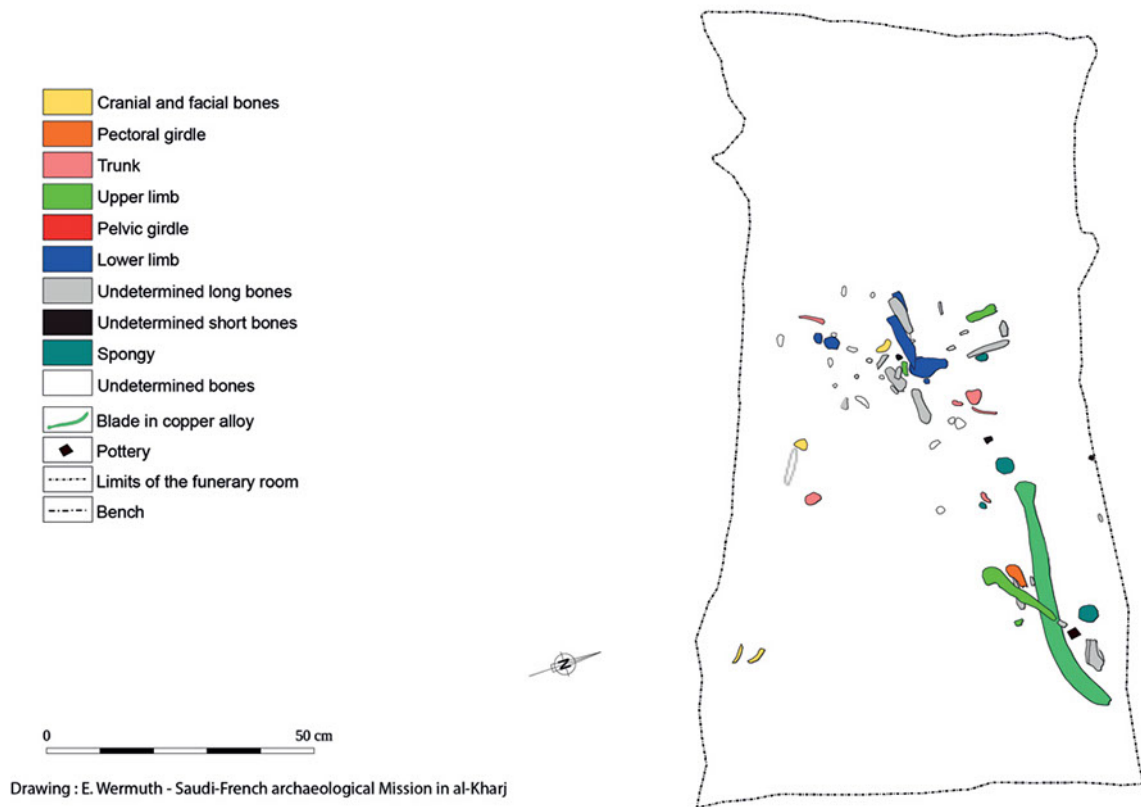 Cranial and facial bones
Pectoral girdle
Trunk
Upper limb
Pelvic girdle
Lower limb
Undetermined long bones
Undetermined short bones
Spongy
Undetermined bones
Blade in copper alloy
Pottery
Limits of the funerary room
Bench
N
0 50 cm
Drawing : E. Wermuth - Saudi-French archaeological Mission in al-Kharj